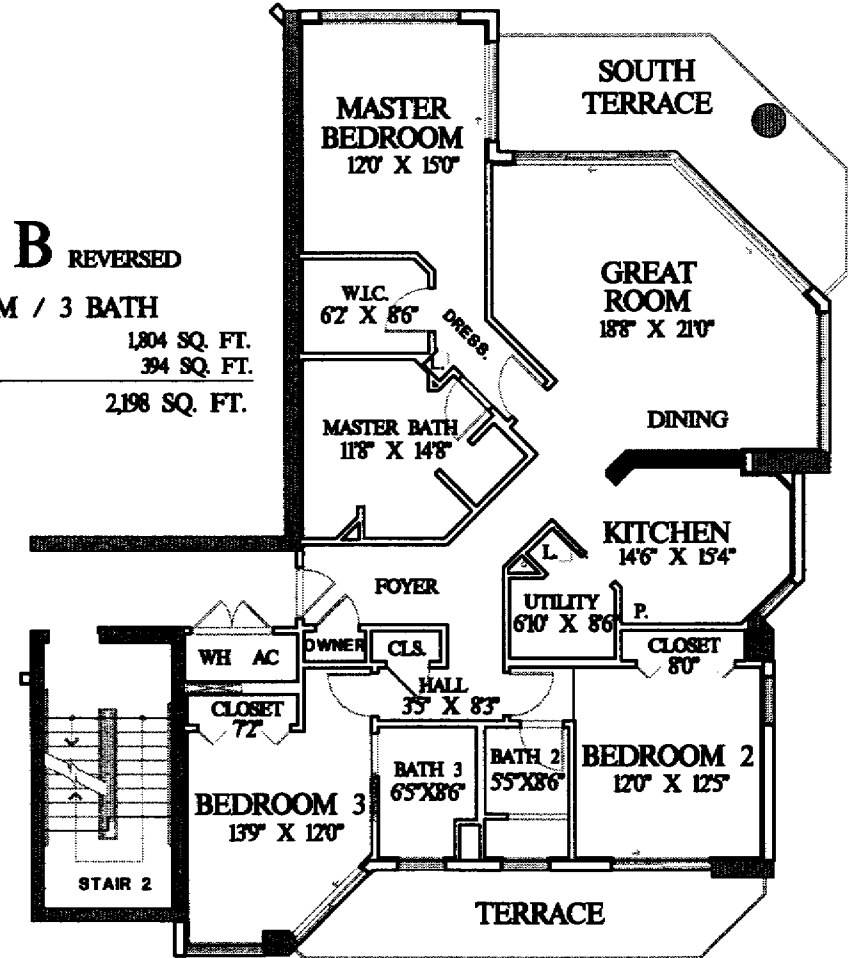 SOUTH
TERRACE
MASTER
BEDROOM
12'0' X 15'0"
B REVERSED
M / 3 BATH
1,804 SQ. FT.
394 SQ. FT.
2,198 SQ. FT.
W.I.C.
6'2' X 8'6"
DRESS.
L.
GREAT
ROOM
18'8" X 21'0"
MASTER BATH
11'8" X 14'8"
DINING
KITCHEN
14'6" X 15'4"
L.
FOYER
UTILITY
6'10' X 8'6"
P.
OWNER
CLS.
WH AC
CLOSET
8'0"
HALL
3'5" X 8'3"
CLOSET
7'2"
BATH 3
6'5"X8'6"
BATH 2
5'5"X8'6"
BEDROOM 2
12'0" X 12'5"
BEDROOM 3
13'9" X 12'0"
STAIR 2
TERRACE